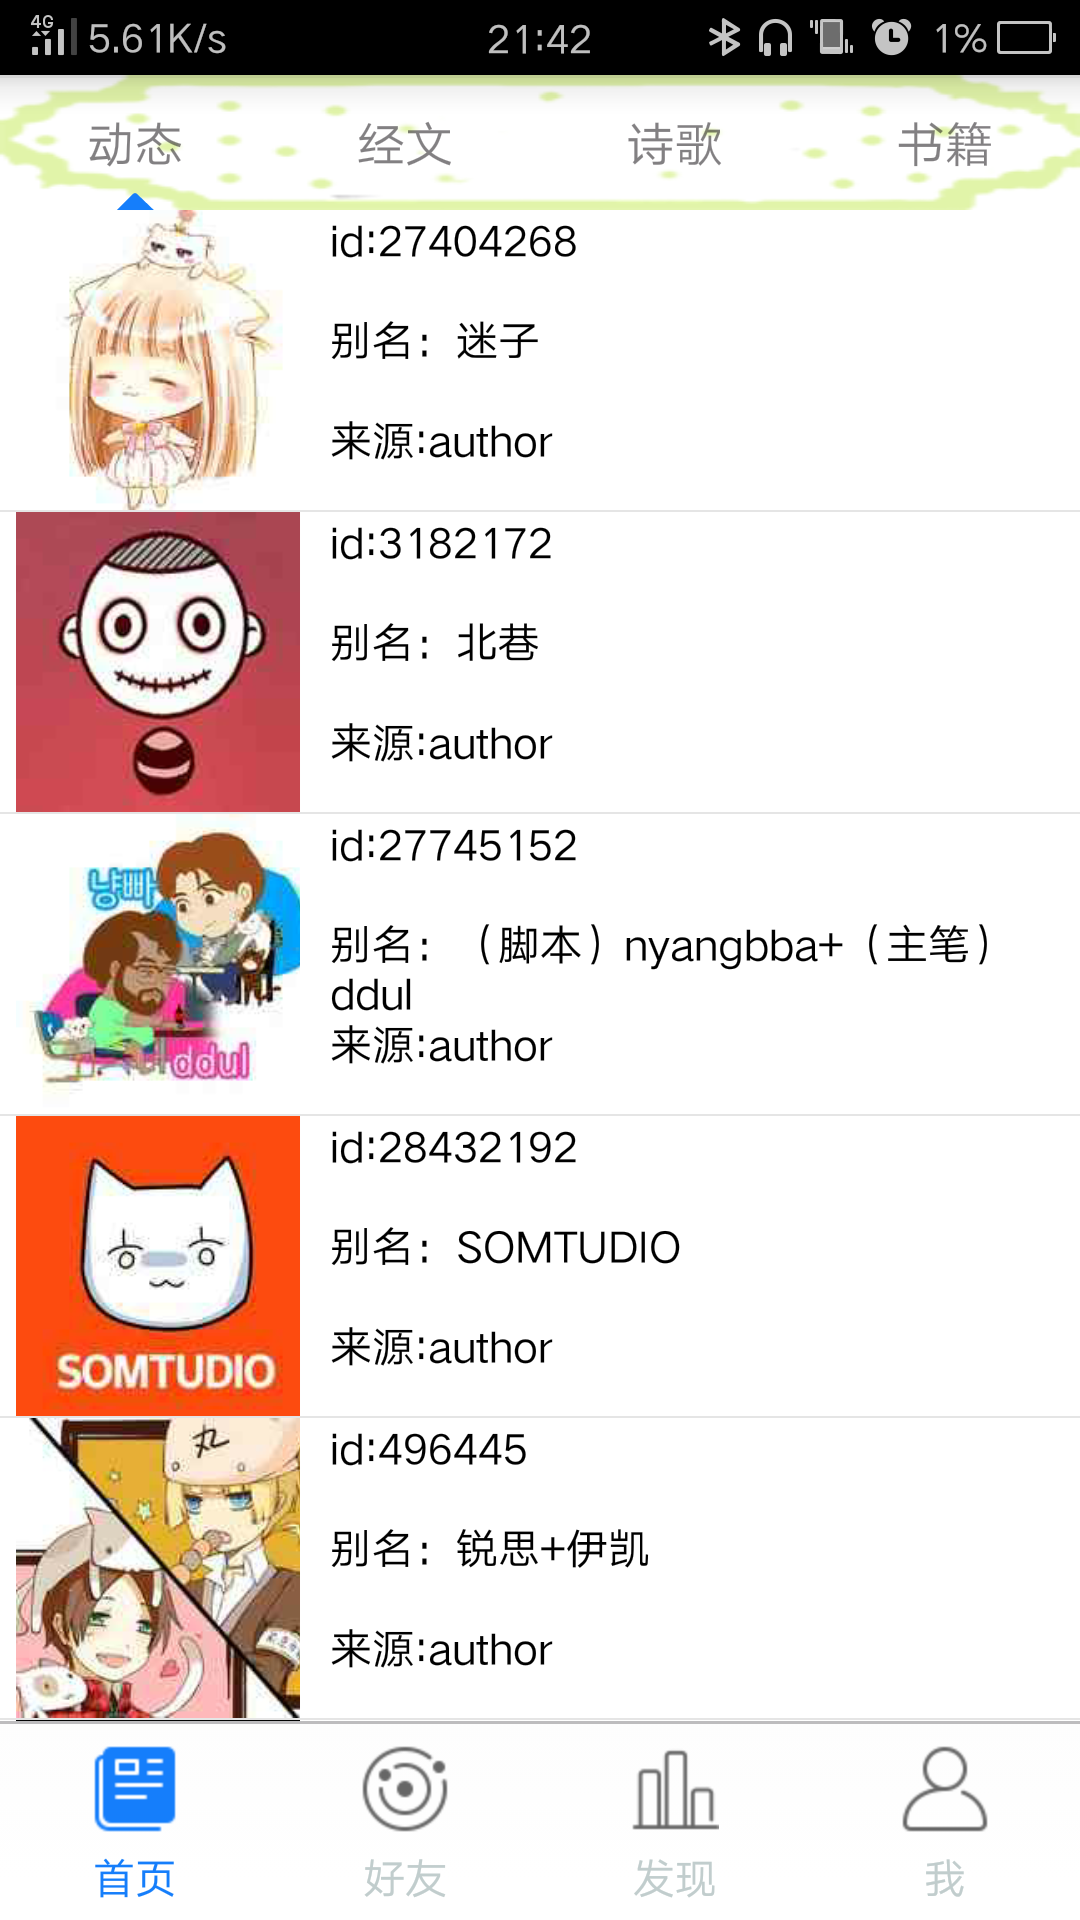 4G 5.61K/s 21:42 1%
动态 经文 诗歌 书籍
id:27404268
别名：迷子
来源:author
id:3182172
别名：北巷
来源:author
냥빠
ddul
id:27745152
别名：（脚本）nyangbba+（主笔）
ddul
来源:author
SOMTUDIO
id:28432192
别名：SOMTUDIO
来源:author
丸
id:496445
别名：锐思+伊凯
来源:author
首页 好友 发现 我